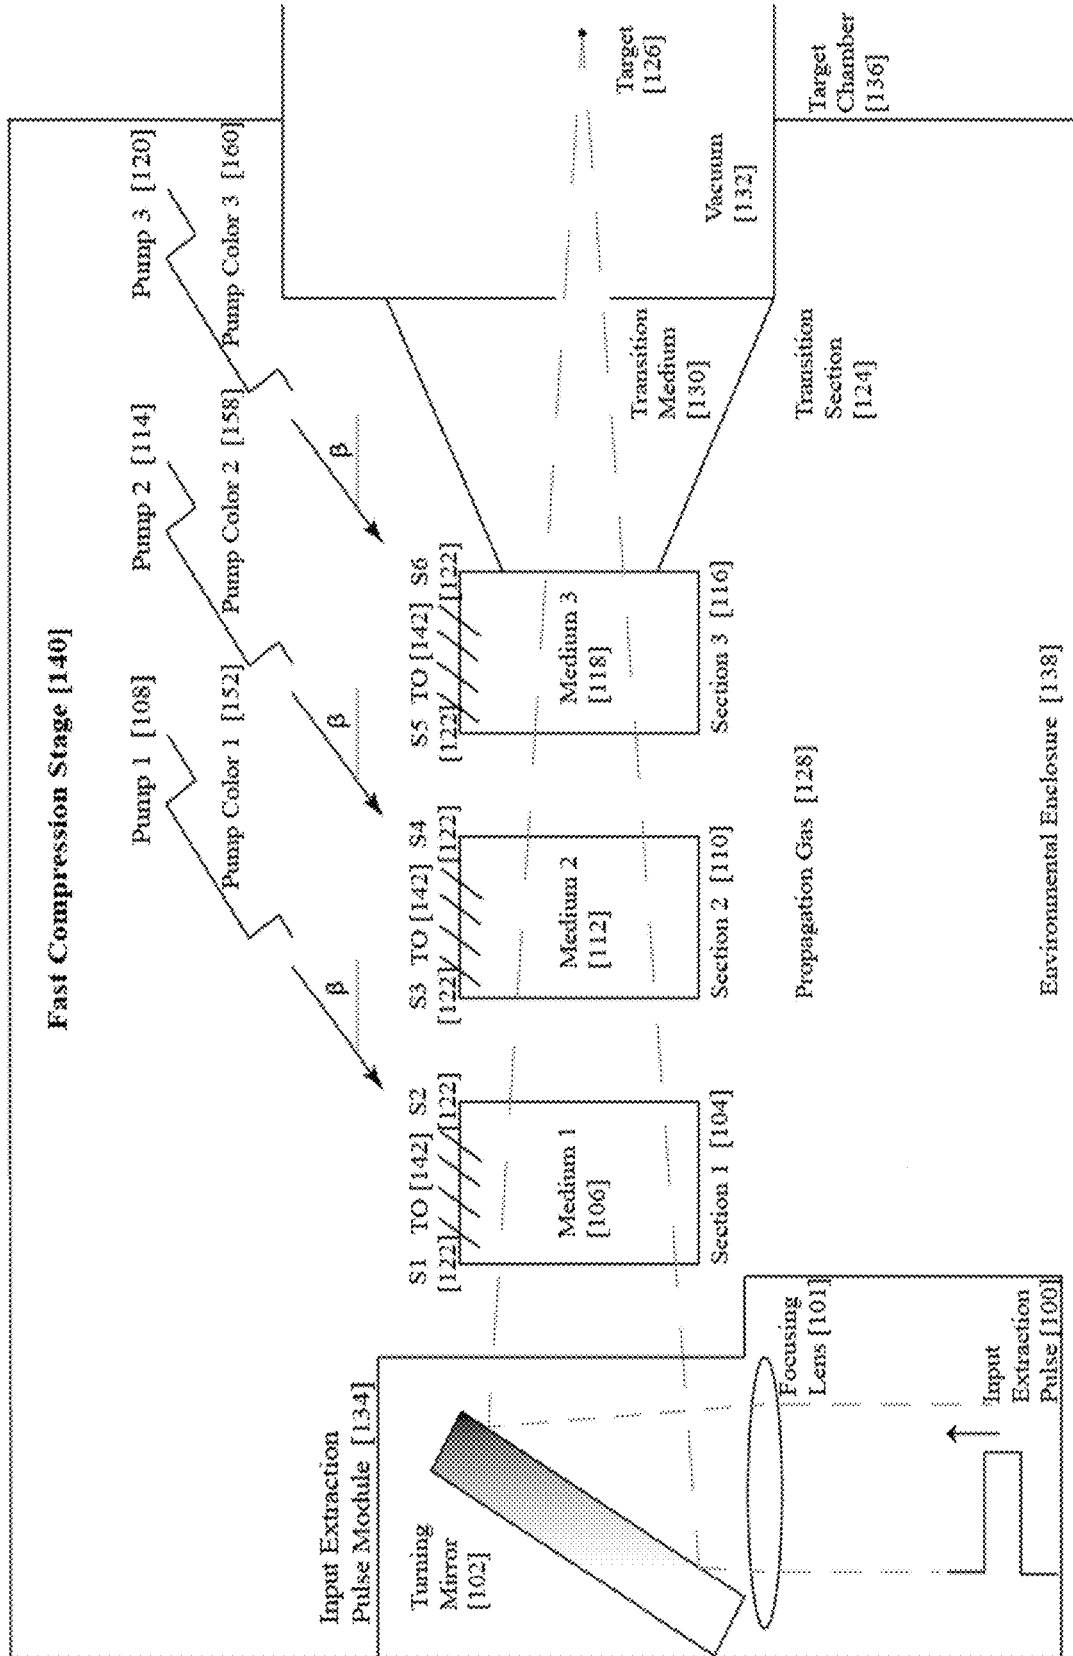 Fast Compression Stage [140]
Pump 1 [108]
Pump Color 1 [152]
Pump 2 [114]
Pump Color 2 [158]
Pump 3 [120]
Pump Color 3 [160]
β
β
β
Input Extraction
Pulse Module [134]
Turning
Mirror
[102]
Focusing
Lens [101]
Input
Extraction
Pulse [100]
S1 TO [142] S2
[122] [122]
Medium 1
[106]
Section 1 [104]
S3 TO [142] S4
[122] [122]
Medium 2
[112]
Section 2 [110]
S5 TO [142] S6
[122] [122]
Medium 3
[118]
Section 3 [116]
Transition
Medium
[130]
Transition
Section
[124]
Vacuum
[132]
Target
[126]
Target
Chamber
[136]
Propagation Gas [128]
Environmental Enclosure [138]